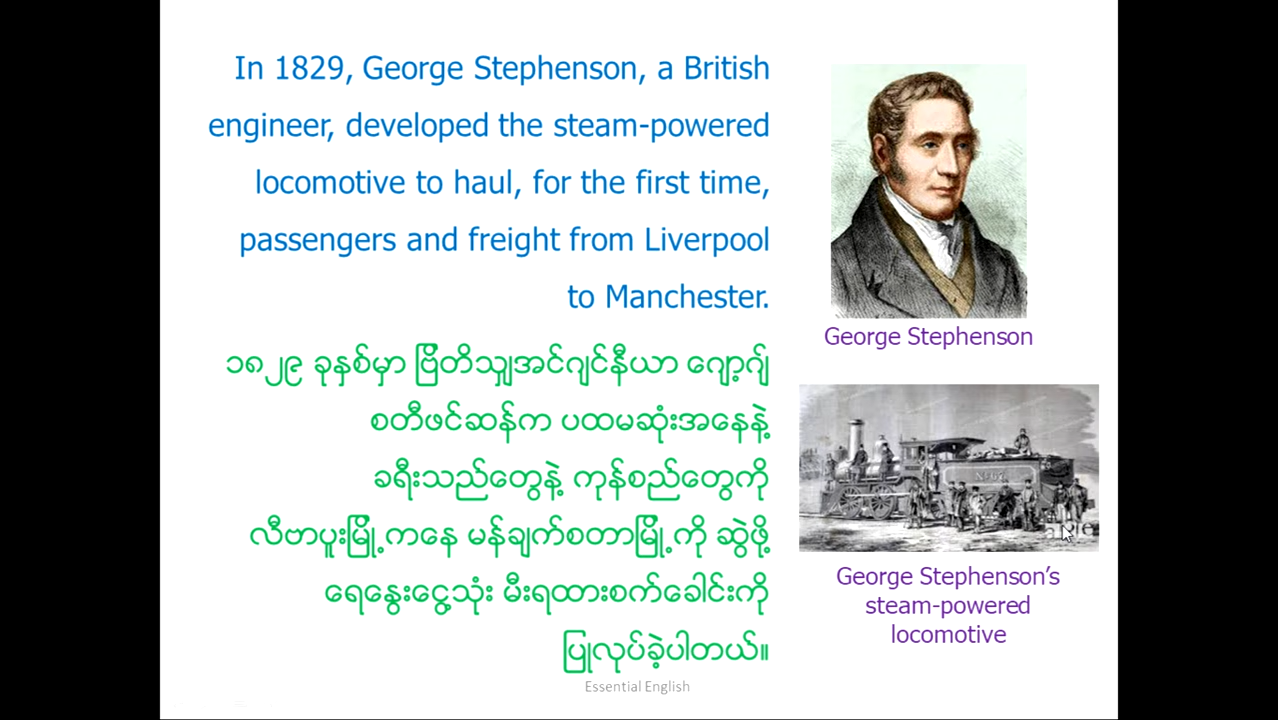 In 1829, George Stephenson, a British
engineer, developed the steam-powered
locomotive to haul, for the first time,
passengers and freight from Liverpool
to Manchester.
၁၈၂၉ ခုနှစ်မှာ ဗြိတိသျှအင်ဂျင်နီယာ ဂျော့ဂျ်
စတီဖင်ဆန်က ပထမဆုံးအနေနဲ့
ခရီးသည်တွေနဲ့ ကုန်စည်တွေကို
လီဗာပူးမြို့ကနေ မန်ချက်စတာမြို့ကို ဆွဲဖို့
ရေနွေးငွေ့သုံး မီးရထားစက်ခေါင်းကို
ပြုလုပ်ခဲ့ပါတယ်။
George Stephenson
George Stephenson's
steam-powered
locomotive
Essential English